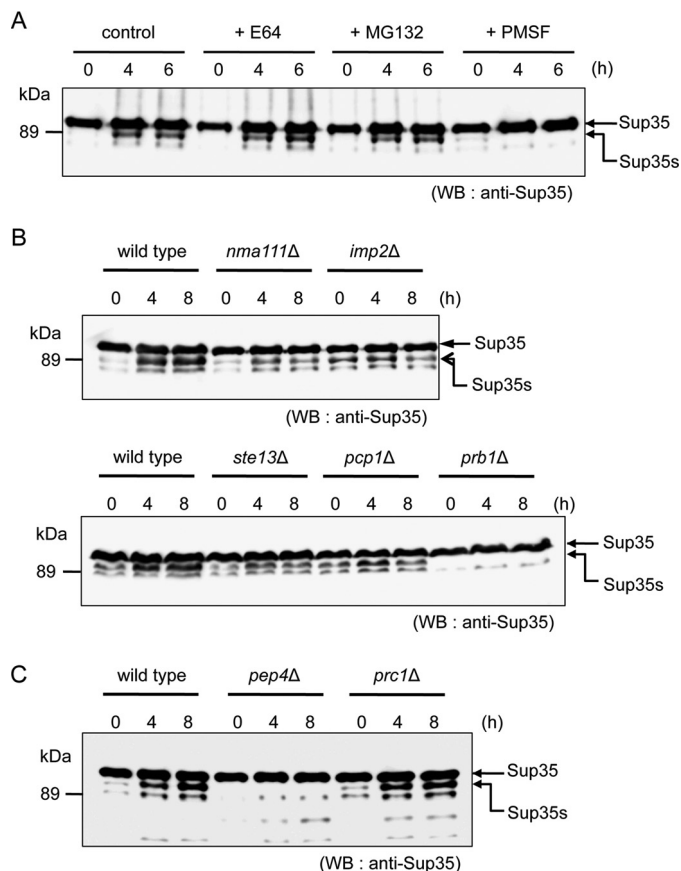 A
control + E64 + MG132 + PMSF
0 4 6 0 4 6 0 4 6 0 4 6 (h)
kDa
89
Sup35
Sup35s
(WB : anti-Sup35)
B
wild type nma111Δ imp2Δ
0 4 8 0 4 8 0 4 8 (h)
kDa
89
Sup35
Sup35s
(WB : anti-Sup35)
wild type ste13Δ pcp1Δ prb1Δ
0 4 8 0 4 8 0 4 8 0 4 8 (h)
kDa
89
Sup35
Sup35s
(WB : anti-Sup35)
C
wild type pep4Δ prc1Δ
0 4 8 0 4 8 0 4 8 (h)
kDa
89
Sup35
Sup35s
(WB : anti-Sup35)